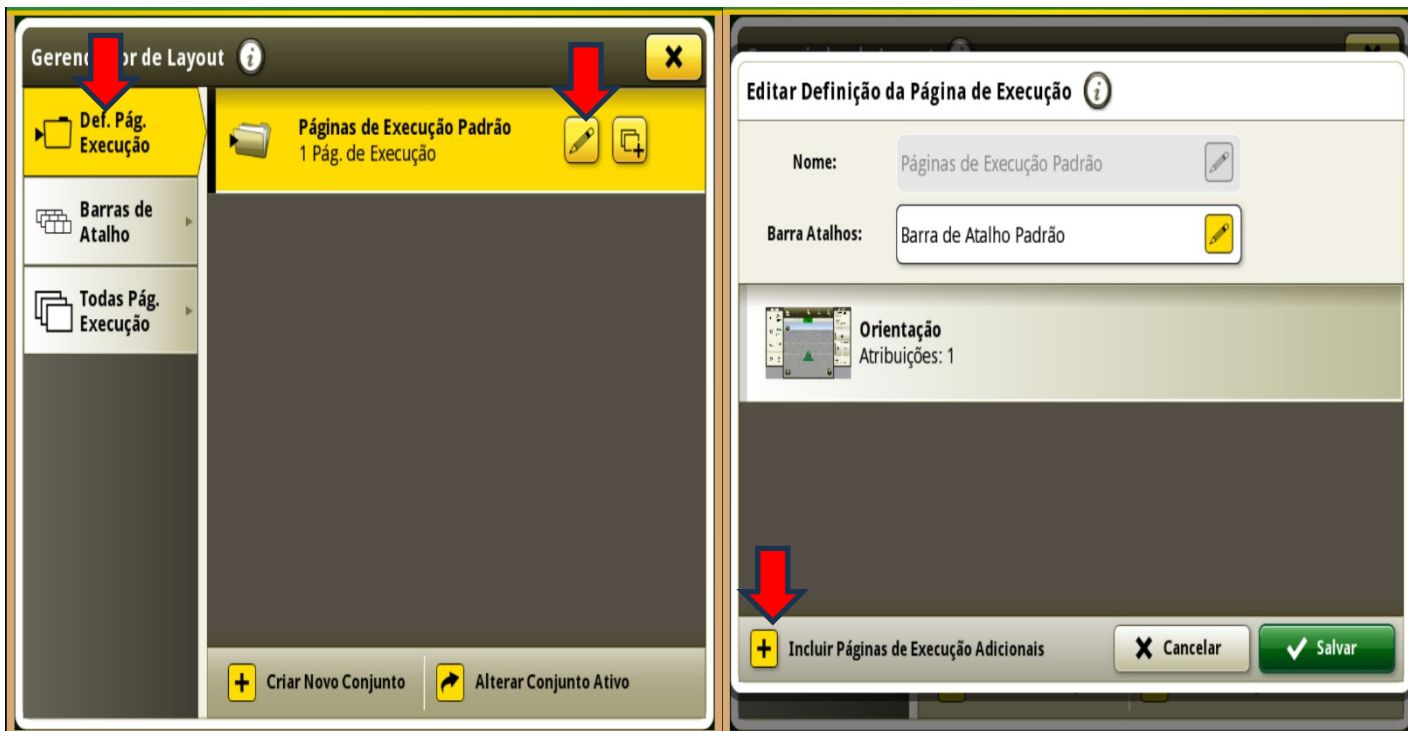 Gerenciador de Layout
Def. Pág.
Execução
Páginas de Execução Padrão
1 Pág. de Execução
Barras de
Atalho
Todas Pág.
Execução
Criar Novo Conjunto
Alterar Conjunto Ativo
Editar Definição da Página de Execução
Nome:
Páginas de Execução Padrão
Barra Atalhos:
Barra de Atalho Padrão
Orientação
Atribuições: 1
Incluir Páginas de Execução Adicionais
Cancelar
Salvar